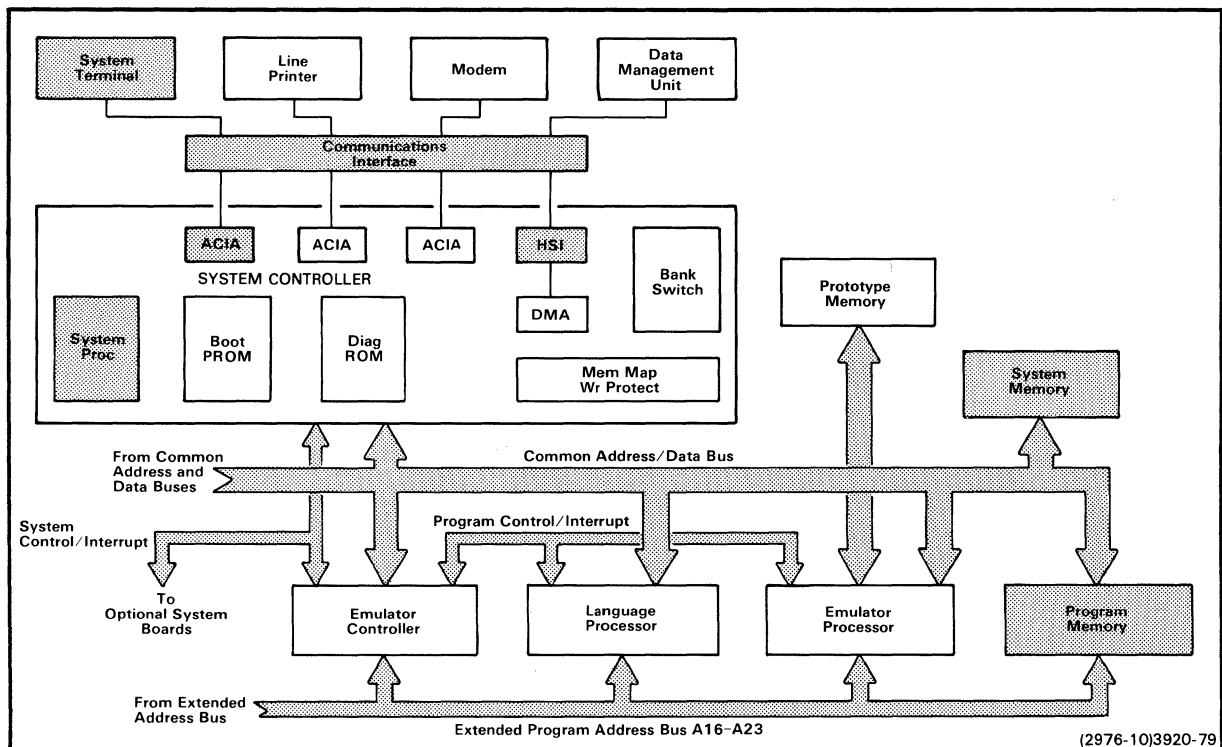 System
Terminal
Line
Printer
Modem
Data
Management
Unit
Communications
Interface
ACIA
ACIA
ACIA
HSI
SYSTEM CONTROLLER
Bank
Switch
DMA
System
Proc
Boot
PROM
Diag
ROM
Mem Map
Wr Protect
Prototype
Memory
System
Memory
From Common
Address and
Data Buses
Common Address/Data Bus
System
Control/Interrupt
Program Control/Interrupt
To
Optional System
Boards
Emulator
Controller
Language
Processor
Emulator
Processor
Program
Memory
From Extended
Address Bus
Extended Program Address Bus A16–A23
(2976-10)3920-79